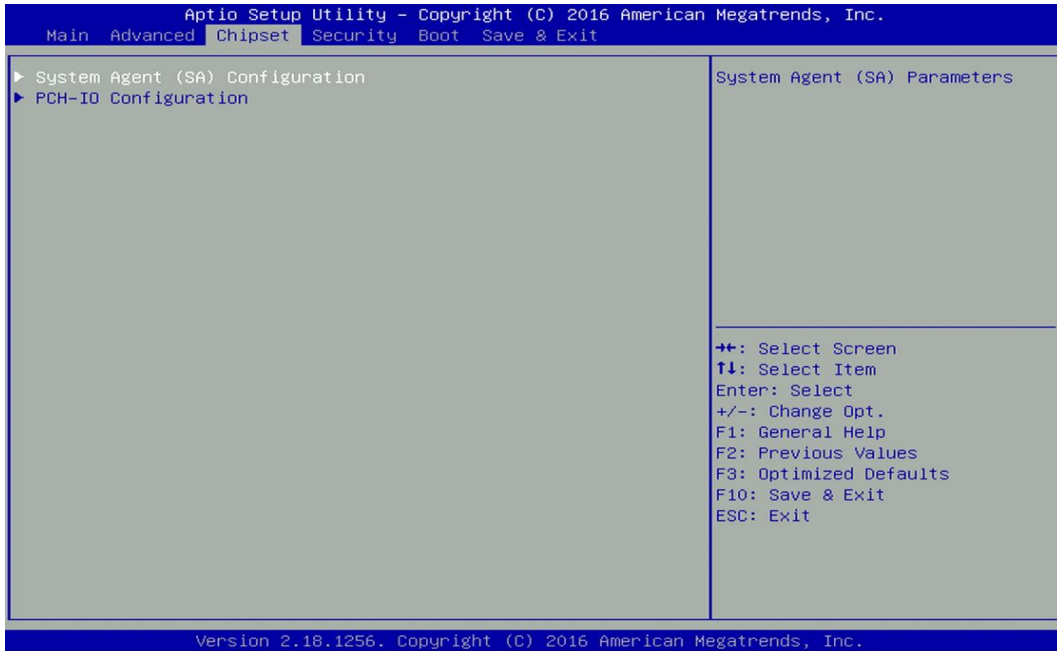 Aptio Setup Utility – Copyright (C) 2016 American Megatrends, Inc.
Main Advanced Chipset Security Boot Save & Exit
▶ System Agent (SA) Configuration
▶ PCH-IO Configuration
System Agent (SA) Parameters
→←: Select Screen
↑↓: Select Item
Enter: Select
+/-: Change Opt.
F1: General Help
F2: Previous Values
F3: Optimized Defaults
F10: Save & Exit
ESC: Exit
Version 2.18.1256. Copyright (C) 2016 American Megatrends, Inc.